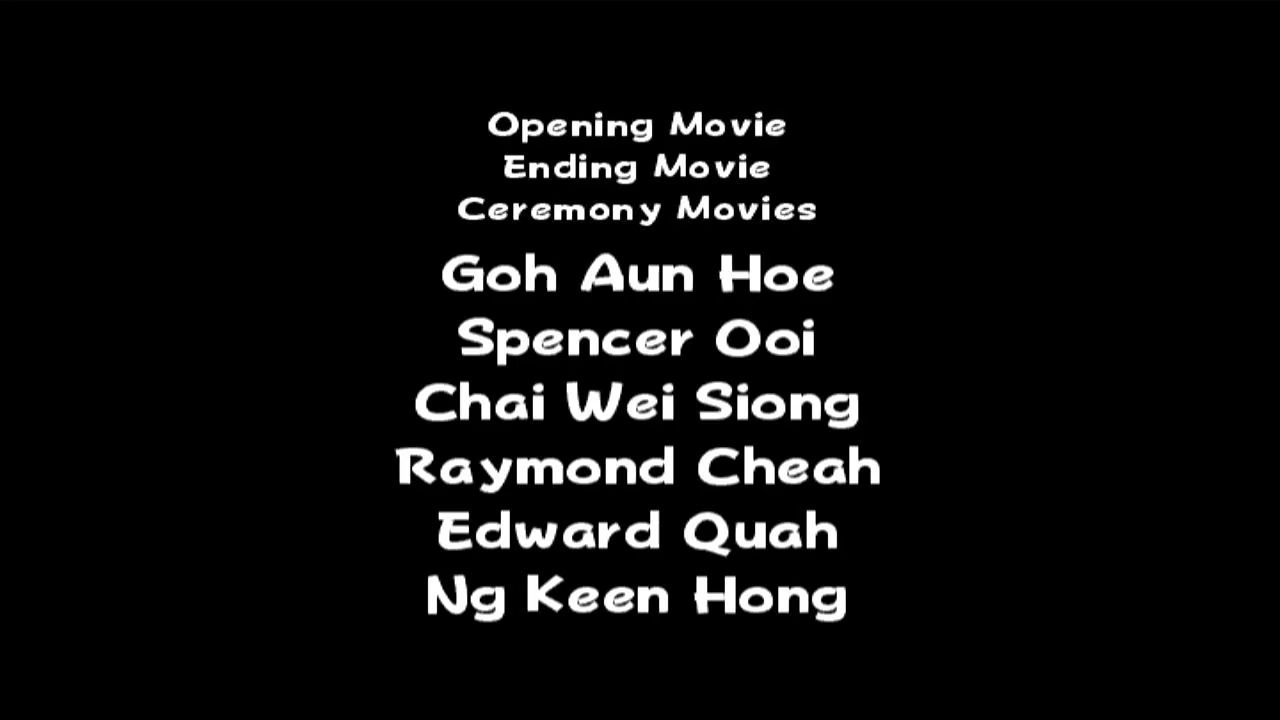 Opening Movie
Ending Movie
Ceremony Movies
Goh Aun Hoe
Spencer Ooi
Chai Wei Siong
Raymond Cheah
Edward Quah
Ng Keen Hong